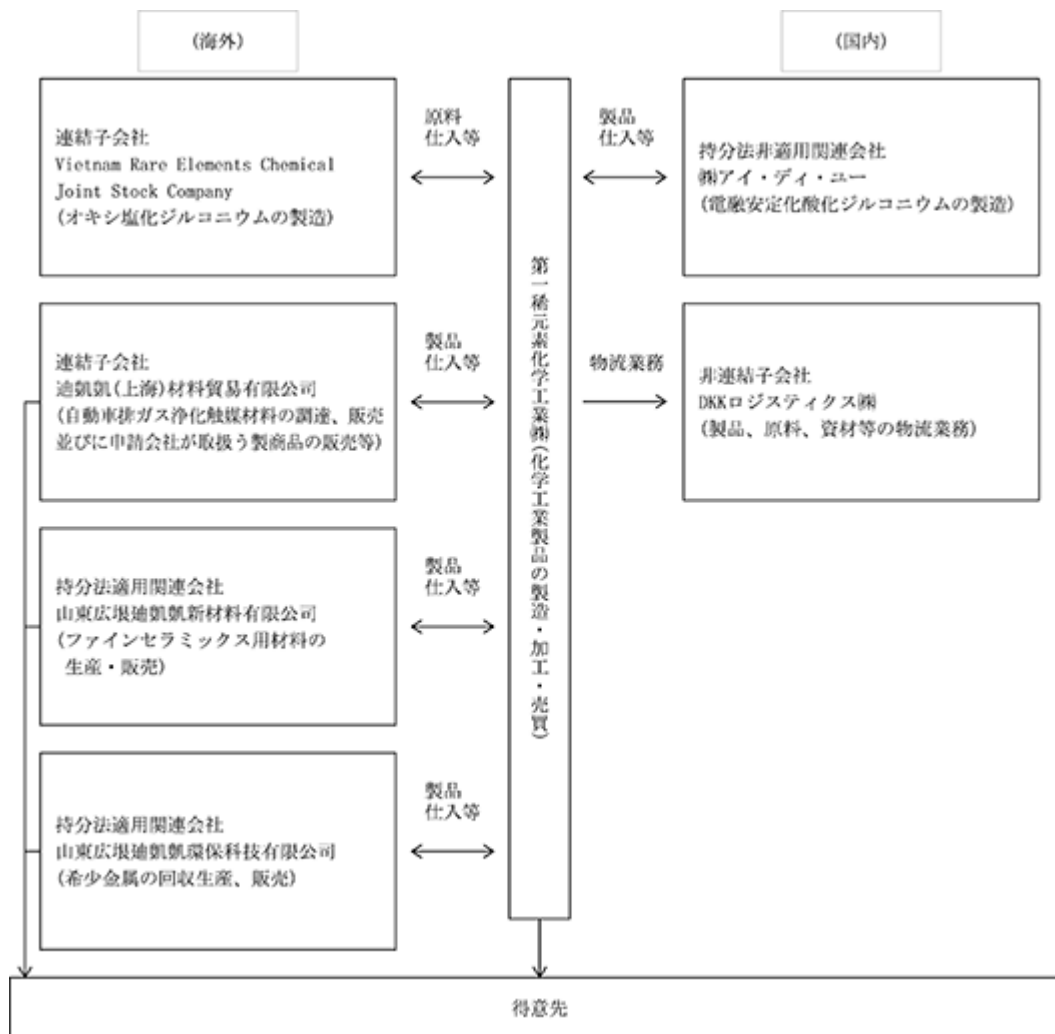 (海外)
(国内)
連結子会社
Vietnam Rare Elements Chemical
Joint Stock Company
(オキシ塩化ジルコニウムの製造)
原料
仕入等
製品
仕入等
持分法非適用関連会社
㈱アイ・ディ・ユー
(電融安定化酸化ジルコニウムの製造)
第一稀元素化学工業㈱(化学工業製品の製造・加工・売買)
連結子会社
迪凱凱(上海)材料貿易有限公司
(自動車排ガス浄化触媒材料の調達、販売
並びに申請会社が取扱う製商品の販売等)
製品
仕入等
物流業務
非連結子会社
DKKロジスティクス㈱
(製品、原料、資材等の物流業務)
持分法適用関連会社
山東広垠迪凱凱新材料有限公司
(ファインセラミックス用材料の
生産・販売)
製品
仕入等
持分法適用関連会社
山東広垠迪凱凱環保科技有限公司
(希少金属の回収生産、販売)
製品
仕入等
得意先